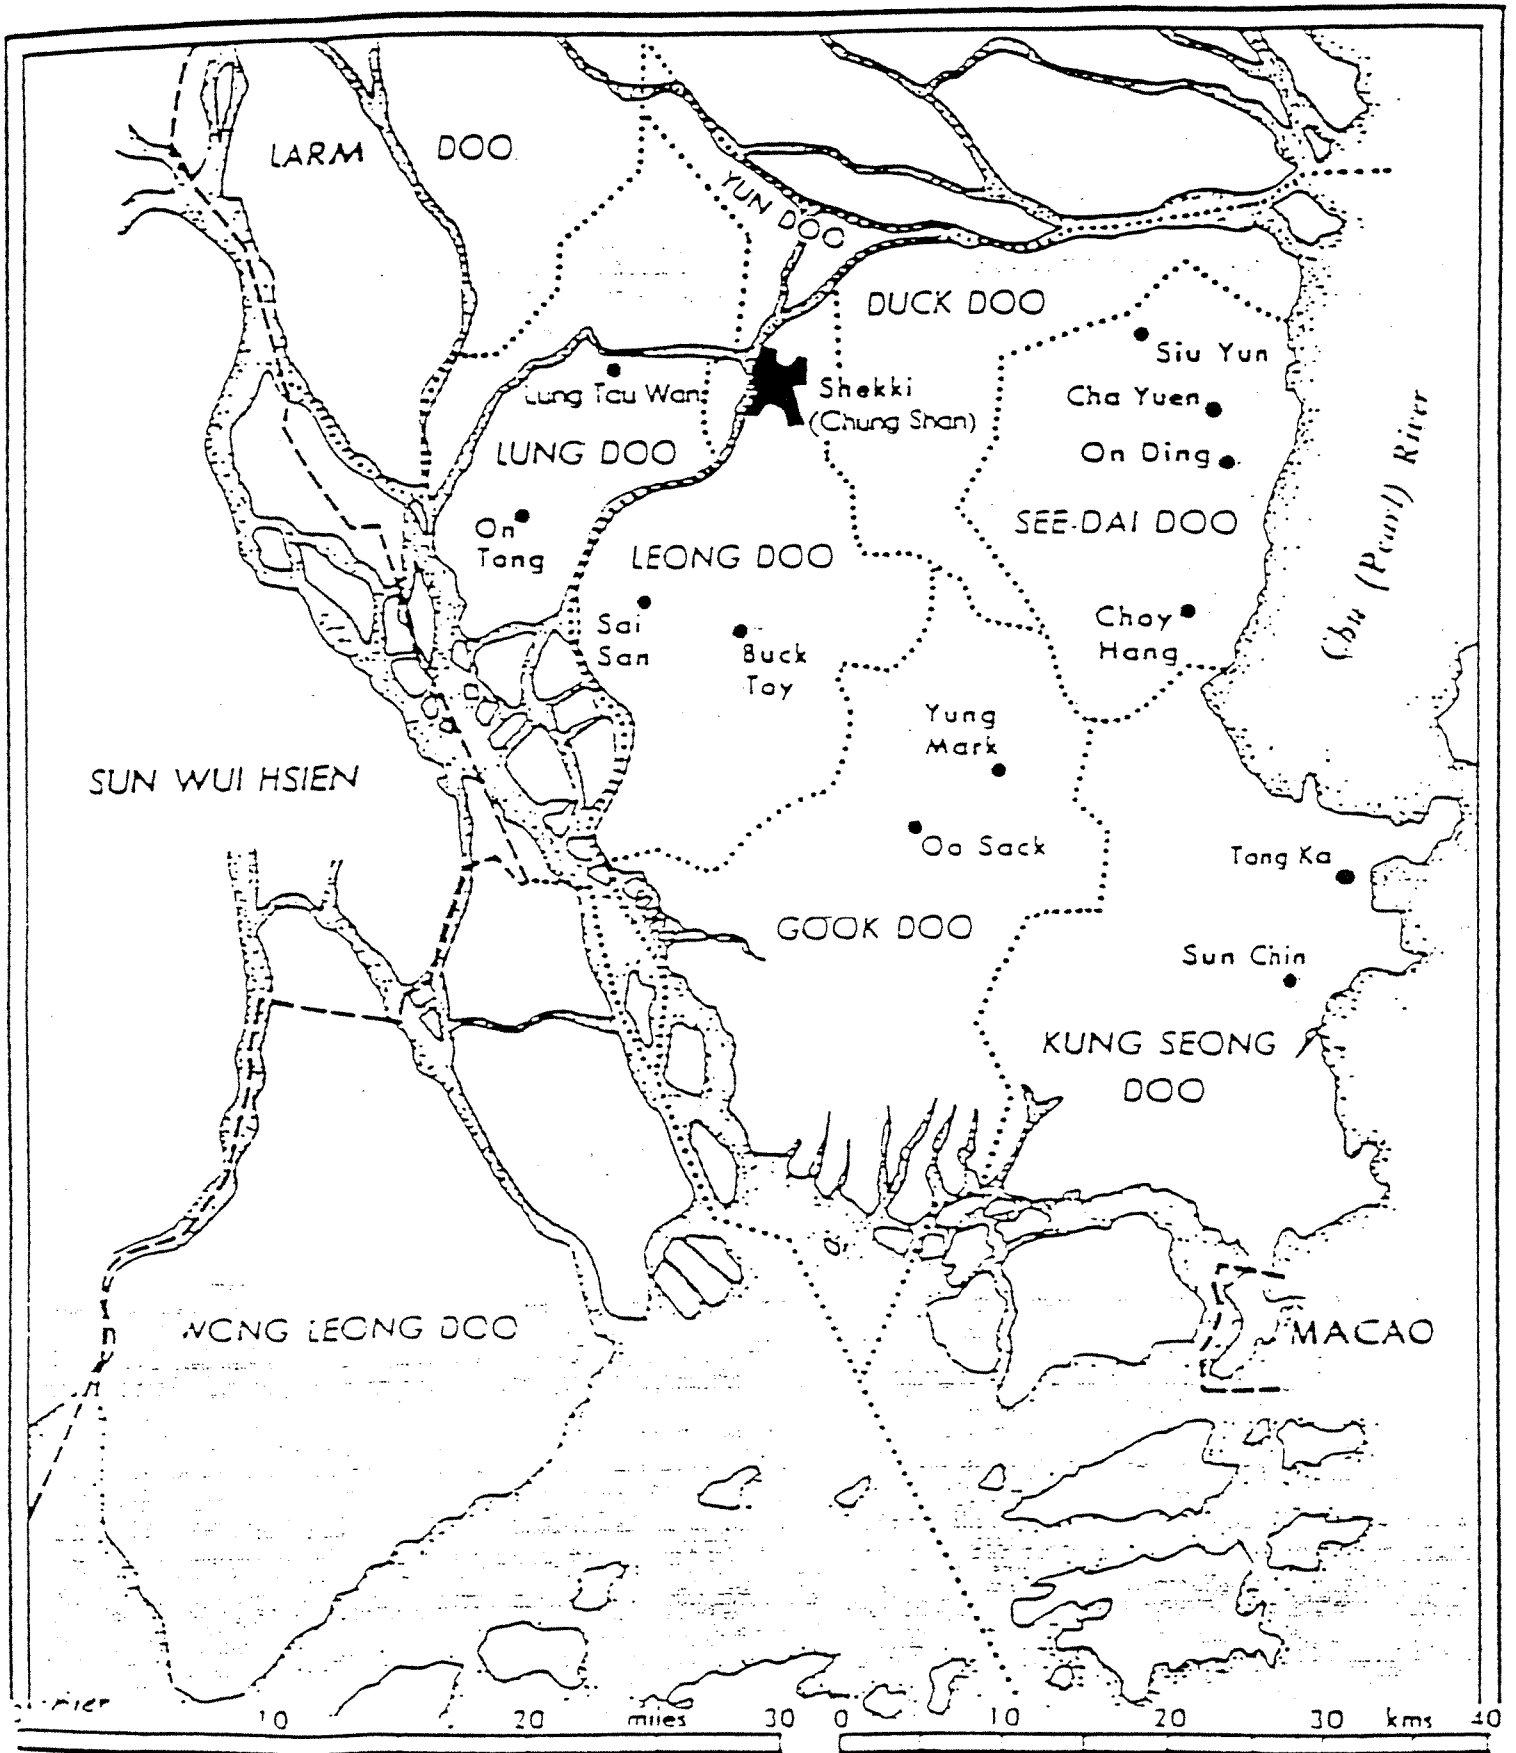 LARM DOO
YUN DOO
DUCK DOO
Siu Yun
Lung Tau Wan
Shekki
(Chung Shan)
Cha Yuen
On Ding
LUNG DOO
SEE-DAI DOO
On
Tong
LEONG DOO
(Pearl) River
Sai
San
Buck
Toy
Choy
Hang
Yung
Mark
SUN WUI HSIEN
Oo Sack
Tong Ka
GOOK DOO
Sun Chin
KUNG SEONG
DOO
WONG LEONG DOO
MACAO
10 20 miles 30 0 10 20 30 kms 40